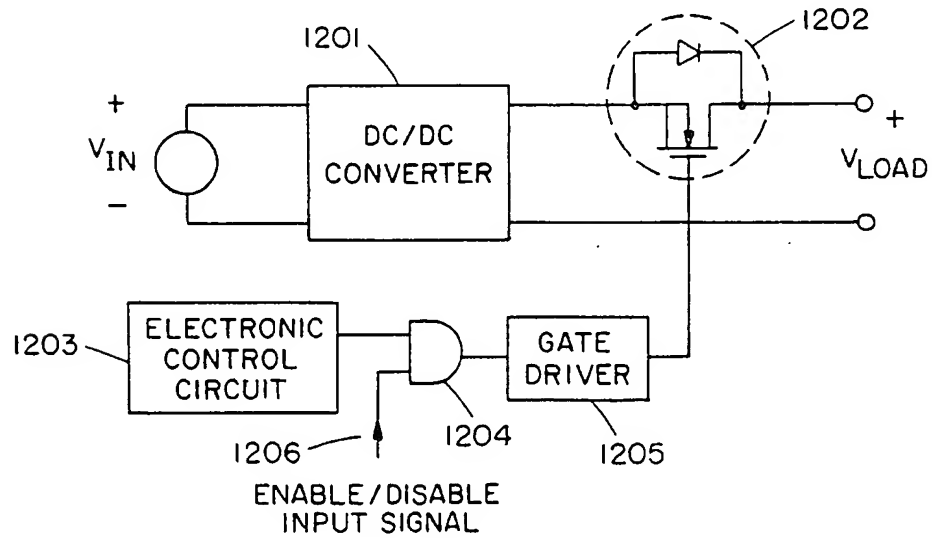 1201
1202
+
V_IN
-
DC/DC
CONVERTER
+
V_LOAD
1203
ELECTRONIC
CONTROL
CIRCUIT
1204
GATE
DRIVER
1205
1206
ENABLE/DISABLE
INPUT SIGNAL